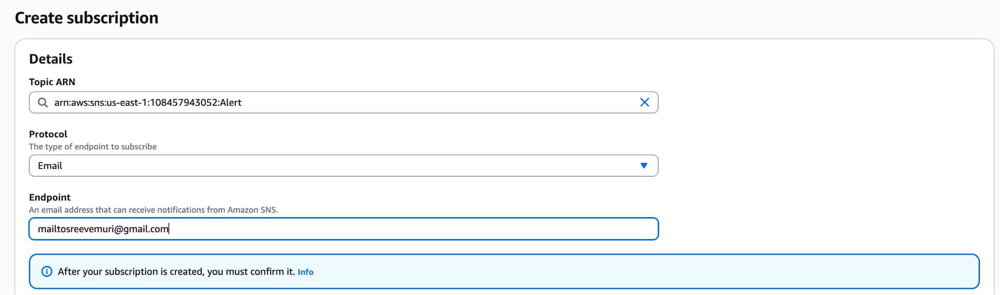 Create subscription
Details
Topic ARN
arn:aws:sns:us-east-1:108457943052:Alert
Protocol
The type of endpoint to subscribe
Email
Endpoint
An email address that can receive notifications from Amazon SNS.
mailtosreevemuri@gmail.com
After your subscription is created, you must confirm it. Info